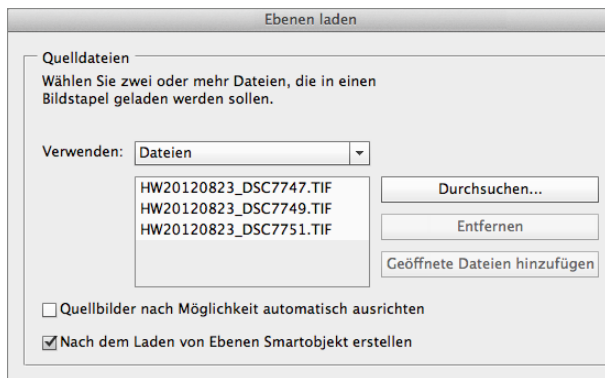 Ebenen laden
Quelldateien
Wählen Sie zwei oder mehr Dateien, die in einen
Bildstapel geladen werden sollen.
Verwenden: Dateien
HW20120823_DSC7747.TIF
HW20120823_DSC7749.TIF
HW20120823_DSC7751.TIF
Durchsuchen...
Entfernen
Geöffnete Dateien hinzufügen
Quellbilder nach Möglichkeit automatisch ausrichten
Nach dem Laden von Ebenen Smartobjekt erstellen